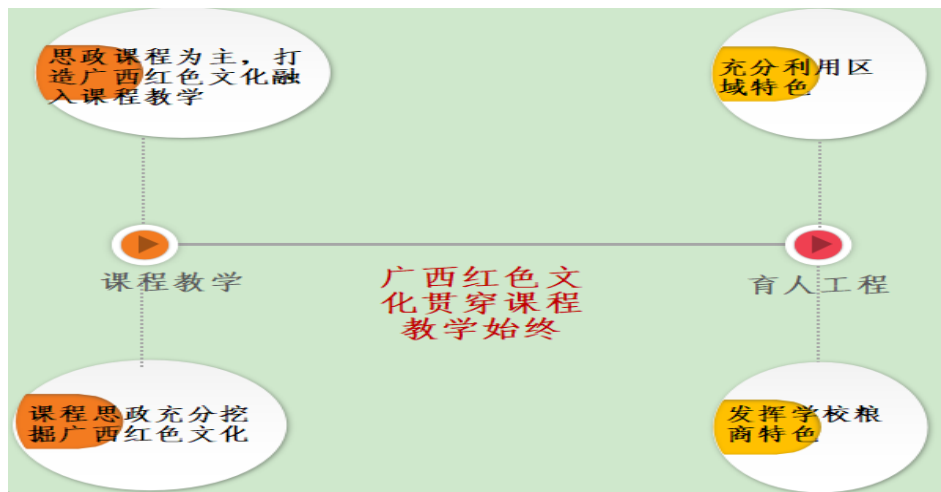 思政课程为主，打
造广西红色文化融
入课程教学
充分利用区
域特色
课程教学
广西红色文
化贯穿课程
教学始终
育人工程
课程思政充分挖
掘广西红色文化
发挥学校粮
商特色